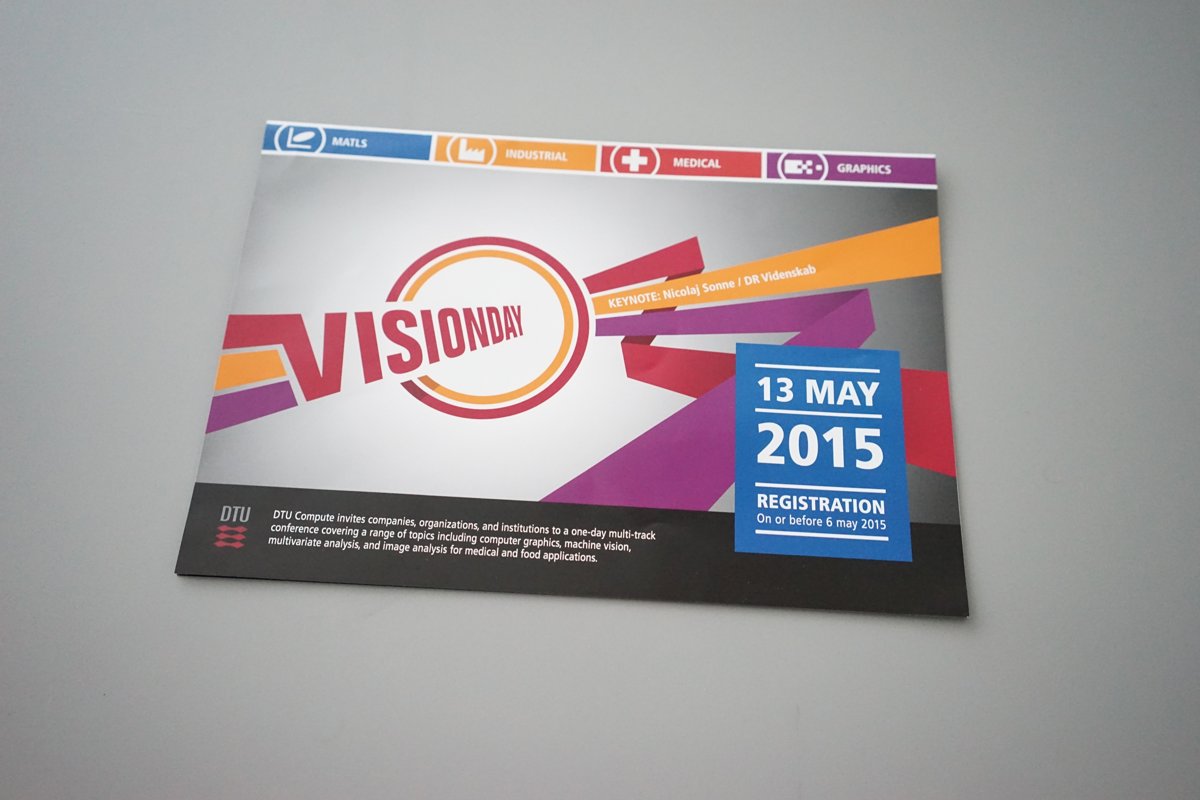 MATLS
INDUSTRIAL
MEDICAL
GRAPHICS
VISIONDAY
KEYNOTE: Nicolaj Sonne / DR Videnskab
13 MAY
2015
REGISTRATION
On or before 6 may 2015
DTU
DTU Compute invites companies, organizations, and institutions to a one-day multi-track
conference covering a range of topics including computer graphics, machine vision,
multivariate analysis, and image analysis for medical and food applications.